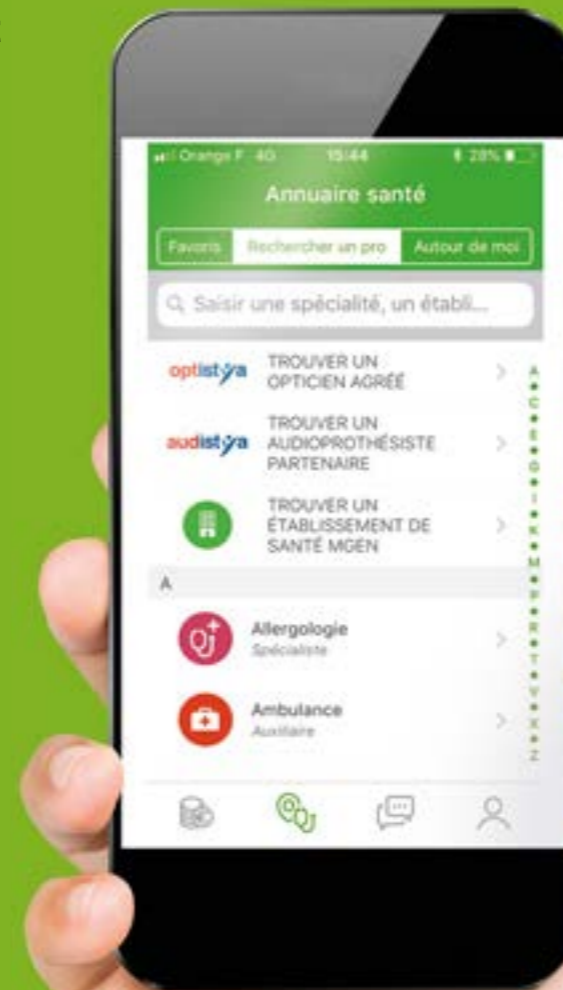 Orange F 4G 15:44 28%
Annuaire santé
Favoris Rechercher un pro Autour de moi
Saisir une spécialité, un établi...
optistya TROUVER UN
OPTICIEN AGRÉÉ
audistya TROUVER UN
AUDIOPROTHÉSISTE
PARTENAIRE
TROUVER UN
ÉTABLISSEMENT DE
SANTÉ MGEN
A
Allergologie
Spécialiste
Ambulance
Auxiliaire
A
C
E
G
I
K
M
P
R
T
V
X
Z